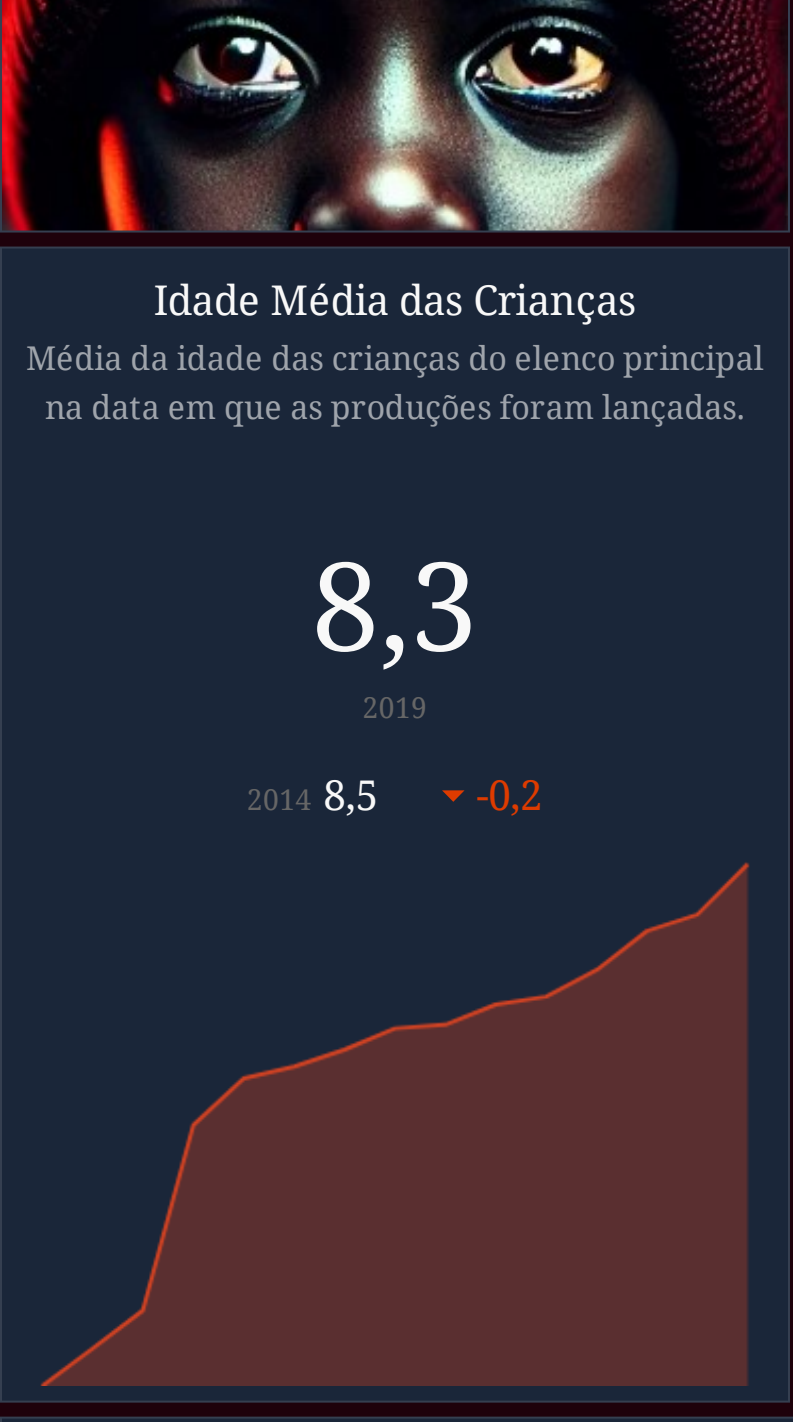 Idade Média das Crianças
Média da idade das crianças do elenco principal
na data em que as produções foram lançadas.
8,3
2019
2014 8,5 -0,2